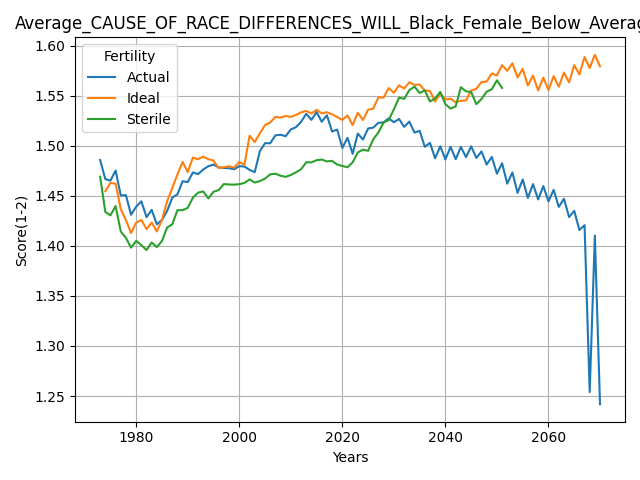 Average_CAUSE_OF_RACE_DIFFERENCES_WILL_Black_Female_Below_Averag
Fertility
Actual
Ideal
Sterile
Score(1-2)
1.60
1.55
1.50
1.45
1.40
1.35
1.30
1.25
1980
2000
2020
2040
2060
Years